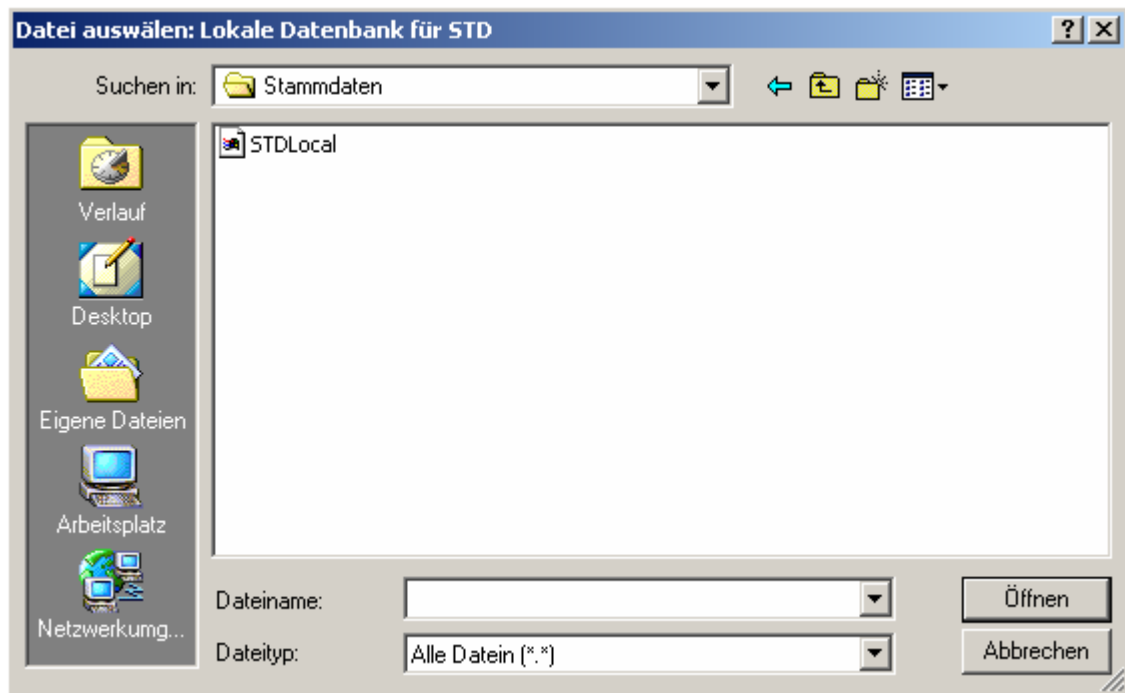 Datei auswälen: Lokale Datenbank für STD
Suchen in:
Stammdaten
STDLocal
Verlauf
Desktop
Eigene Dateien
Arbeitsplatz
Netzwerkumg...
Dateiname:
Öffnen
Dateityp:
Alle Datein (*.*)
Abbrechen